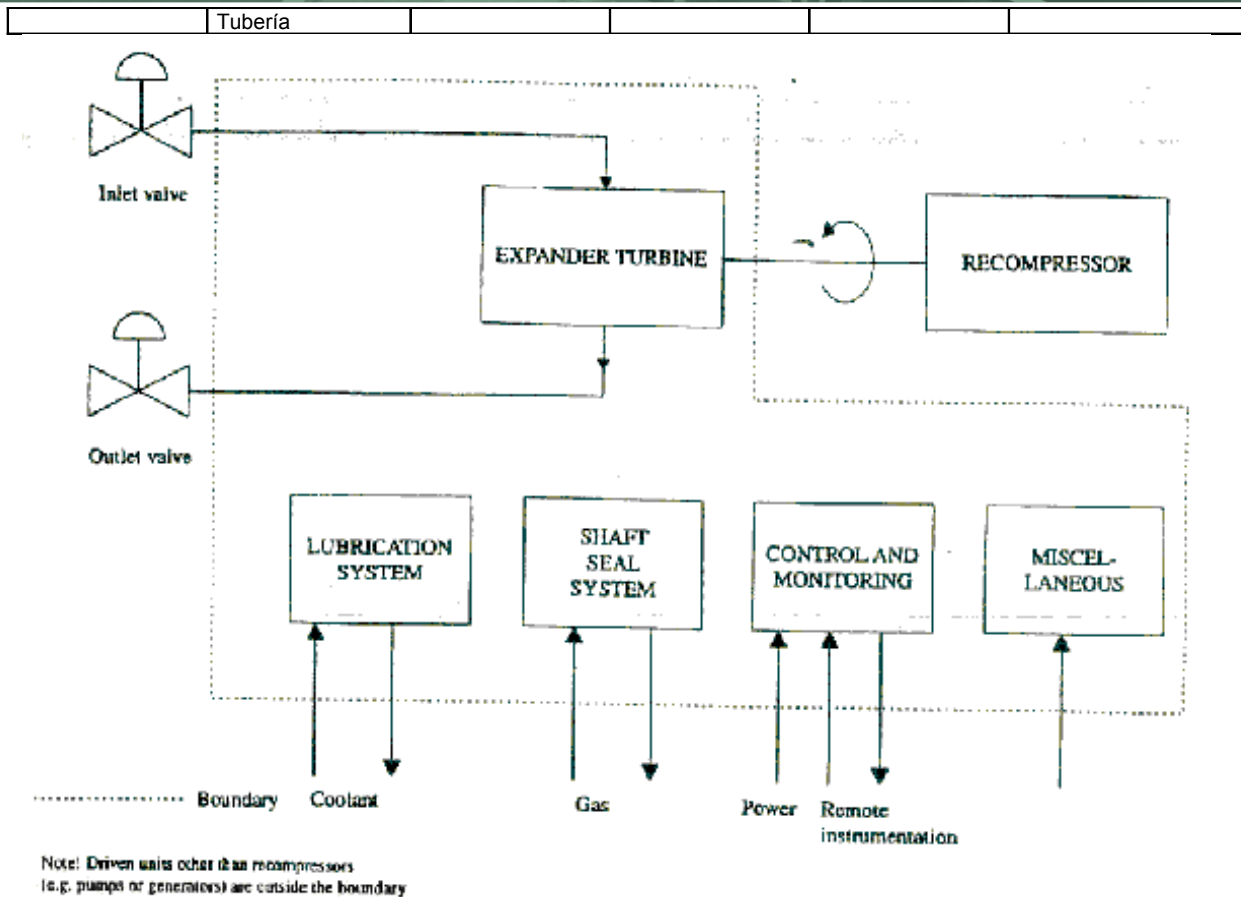 Tubería
Inlet valve
EXPANDER TURBINE
RECOMPRESSOR
Outlet valve
LUBRICATION
SYSTEM
SHAFT
SEAL
SYSTEM
CONTROL AND
MONITORING
MISCEL-
LANEOUS
Boundary
Coolant
Gas
Power
Remote
instrumentation
Note! Driven units other than recompressors
(e.g. pumps or generators) are outside the boundary